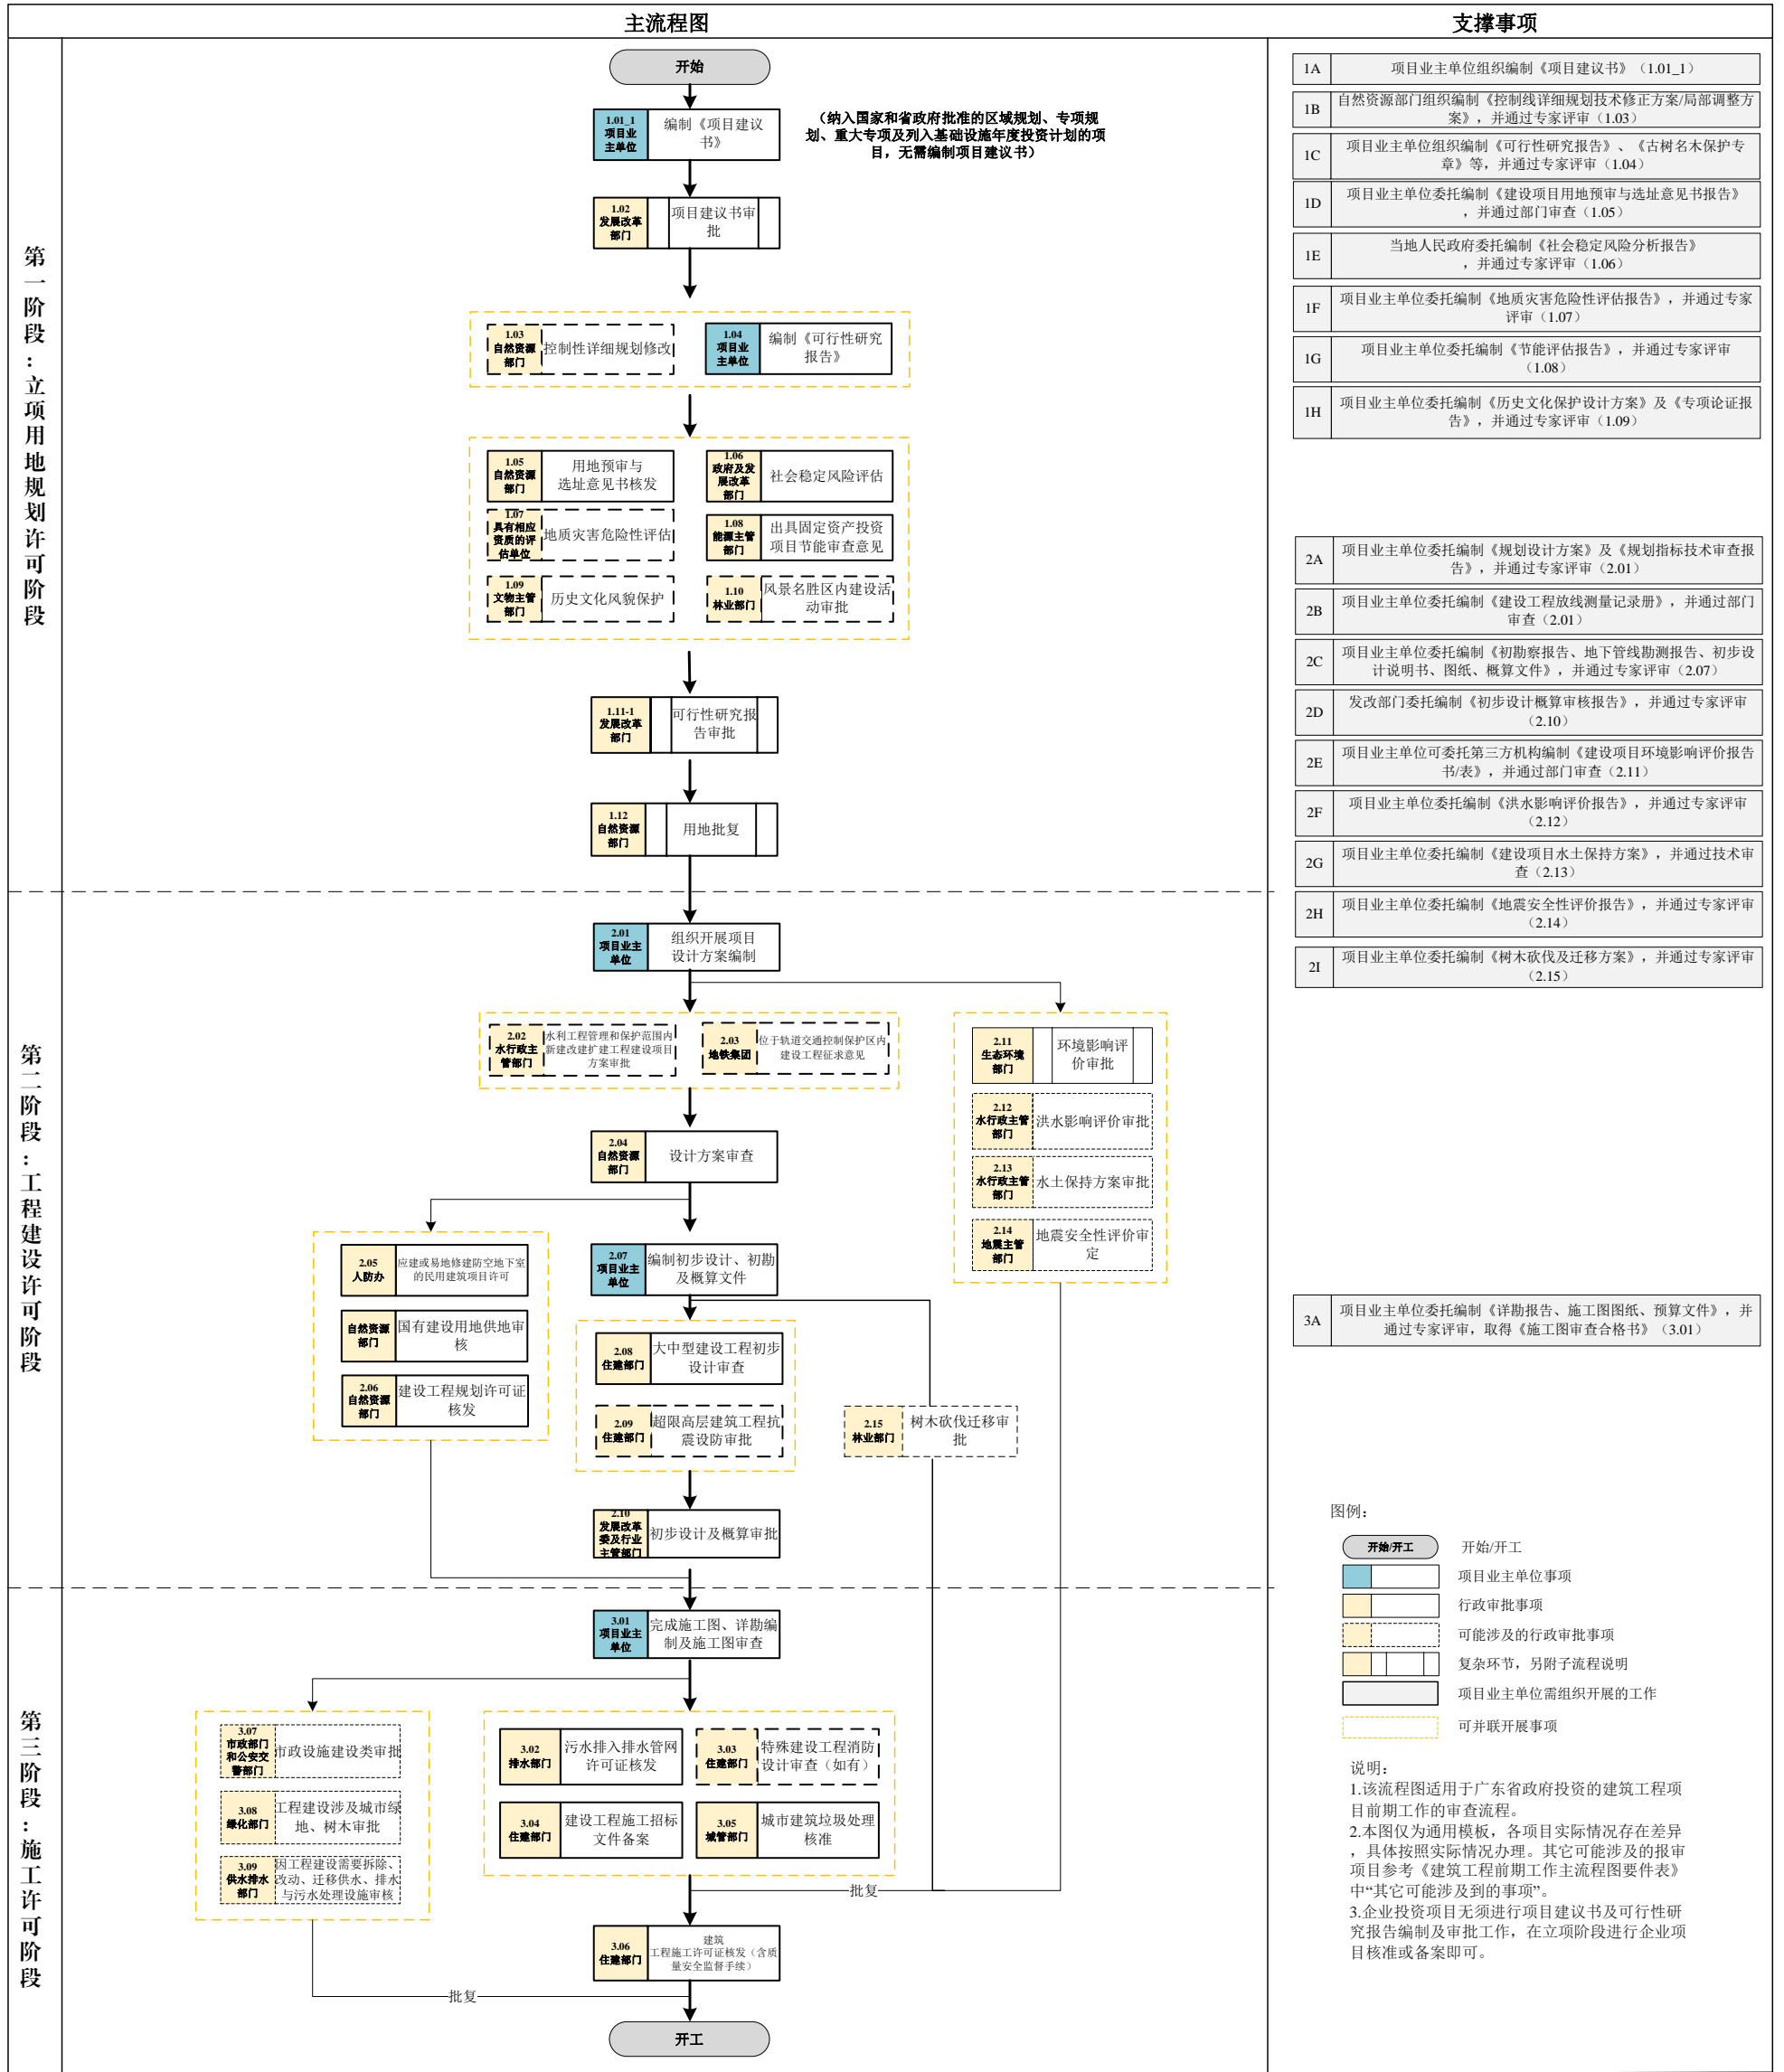 主流程图
支撑事项
第一阶段：立项用地规划许可阶段
开始
1.01_1
项目业
主单位
编制《项目建议
书》
（纳入国家和省政府批准的区域规划、专项规
划、重大专项及列入基础设施年度投资计划的项
目，无需编制项目建议书）
1.02
发展改革
部门
项目建议书审
批
1.03
自然资源
部门
控制性详细规划修改
1.04
项目业
主单位
编制《可行性研究
报告》
1.05
自然资源
部门
用地预审与
选址意见书核发
1.06
政府及发
展改革
部门
社会稳定风险评估
1.07
具有相应
资质的评
估单位
地质灾害危险性评估
1.08
能源主管
部门
出具固定资产投资
项目节能审查意见
1.09
文物主管
部门
历史文化风貌保护
1.10
林业部门
风景名胜区内建设活
动审批
1.11-1
发展改革
部门
可行性研究报
告审批
1.12
自然资源
部门
用地批复
第二阶段：工程建设许可阶段
2.01
项目业主
单位
组织开展项目
设计方案编制
2.02
水行政主
管部门
水利工程管理和保护范围内
新建改建扩建工程建设项目
方案审批
2.03
地铁集团
位于轨道交通控制保护区内
建设工程征求意见
2.11
生态环境
部门
环境影响评
价审批
2.12
水行政主管
部门
洪水影响评价审批
2.13
水行政主管
部门
水土保持方案审批
2.14
地震主管
部门
地震安全性评价审
定
2.04
自然资源
部门
设计方案审查
2.05
人防办
应建或易地修建防空地下室
的民用建筑项目许可
自然资源
部门
国有建设用地供地审
核
2.06
自然资源
部门
建设工程规划许可证
核发
2.07
项目业主
单位
编制初步设计、初勘
及概算文件
2.08
住建部门
大中型建设工程初步
设计审查
2.09
住建部门
超限高层建筑工程抗
震设防审批
2.15
林业部门
树木砍伐迁移审
批
2.10
发展改革
委及行业
主管部门
初步设计及概算审批
第三阶段：施工许可阶段
3.01
项目业主
单位
完成施工图、详勘编
制及施工图审查
3.07
市政部门
和公安交
警部门
市政设施建设类审批
3.08
绿化部门
工程建设涉及城市绿
地、树木审批
3.09
供水排水
部门
因工程建设需要拆除、
改动、迁移供水、排水
与污水处理设施审核
3.02
排水部门
污水排入排水管网
许可证核发
3.03
住建部门
特殊建设工程消防
设计审查（如有）
3.04
住建部门
建设工程施工招标
文件备案
3.05
城管部门
城市建筑垃圾处理
核准
批复
3.06
住建部门
建筑
工程施工许可证核发（含质
量安全监督手续）
批复
开工
1A
项目业主单位组织编制《项目建议书》（1.01_1）
1B
自然资源部门组织编制《控制线详细规划技术修正方案/局部调整方
案》，并通过专家评审（1.03）
1C
项目业主单位组织编制《可行性研究报告》、《古树名木保护专
章》等，并通过专家评审（1.04）
1D
项目业主单位委托编制《建设项目用地预审与选址意见书报告》
，并通过部门审查（1.05）
1E
当地人民政府委托编制《社会稳定风险分析报告》
，并通过专家评审（1.06）
1F
项目业主单位委托编制《地质灾害危险性评估报告》，并通过专家
评审（1.07）
1G
项目业主单位委托编制《节能评估报告》，并通过专家评审
（1.08）
1H
项目业主单位委托编制《历史文化保护设计方案》及《专项论证报
告》，并通过专家评审（1.09）
2A
项目业主单位委托编制《规划设计方案》及《规划指标技术审查报
告》，并通过专家评审（2.01）
2B
项目业主单位委托编制《建设工程放线测量记录册》，并通过部门
审查（2.01）
2C
项目业主单位委托编制《初勘察报告、地下管线勘测报告、初步设
计说明书、图纸、概算文件》，并通过专家评审（2.07）
2D
发改部门委托编制《初步设计概算审核报告》，并通过专家评审
（2.10）
2E
项目业主单位可委托第三方机构编制《建设项目环境影响评价报告
书/表》，并通过部门审查（2.11）
2F
项目业主单位委托编制《洪水影响评价报告》，并通过专家评审
（2.12）
2G
项目业主单位委托编制《建设项目水土保持方案》，并通过技术审
查（2.13）
2H
项目业主单位委托编制《地震安全性评价报告》，并通过专家评审
（2.14）
2I
项目业主单位委托编制《树木砍伐及迁移方案》，并通过专家评审
（2.15）
3A
项目业主单位委托编制《详勘报告、施工图图纸、预算文件》，并
通过专家评审，取得《施工图审查合格书》（3.01）
图例：
开始/开工
开始/开工
项目业主单位事项
行政审批事项
可能涉及的行政审批事项
复杂环节，另附子流程说明
项目业主单位需组织开展的工作
可并联开展事项
说明：
1.该流程图适用于广东省政府投资的建筑工程项
目前期工作的审查流程。
2.本图仅为通用模板，各项目实际情况存在差异
，具体按照实际情况办理。其它可能涉及的报审
项目参考《建筑工程前期工作主流程图要件表》
中“其它可能涉及到的事项”。
3.企业投资项目无须进行项目建议书及可行性研
究报告编制及审批工作，在立项阶段进行企业项
目核准或备案即可。